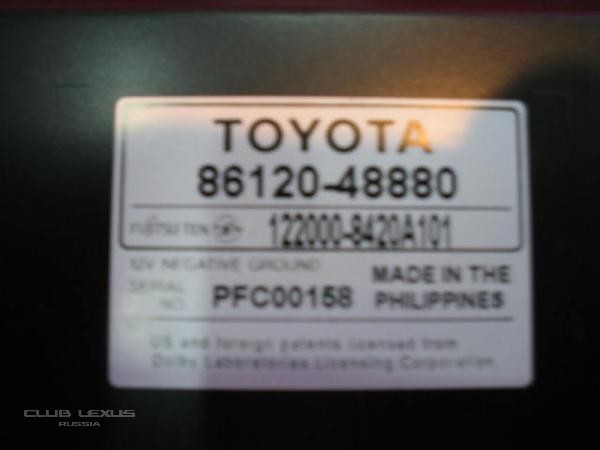 TOYOTA
86120-48880
FUJITSU TEN 122000-8420A101
12V NEGATIVE GROUND
SERIAL NO. PFC00158
MADE IN THE PHILIPPINES
US and foreign patents licensed from
Dolby Laboratories Licensing Corporation.
CLUB LEXUS
RUSSIA